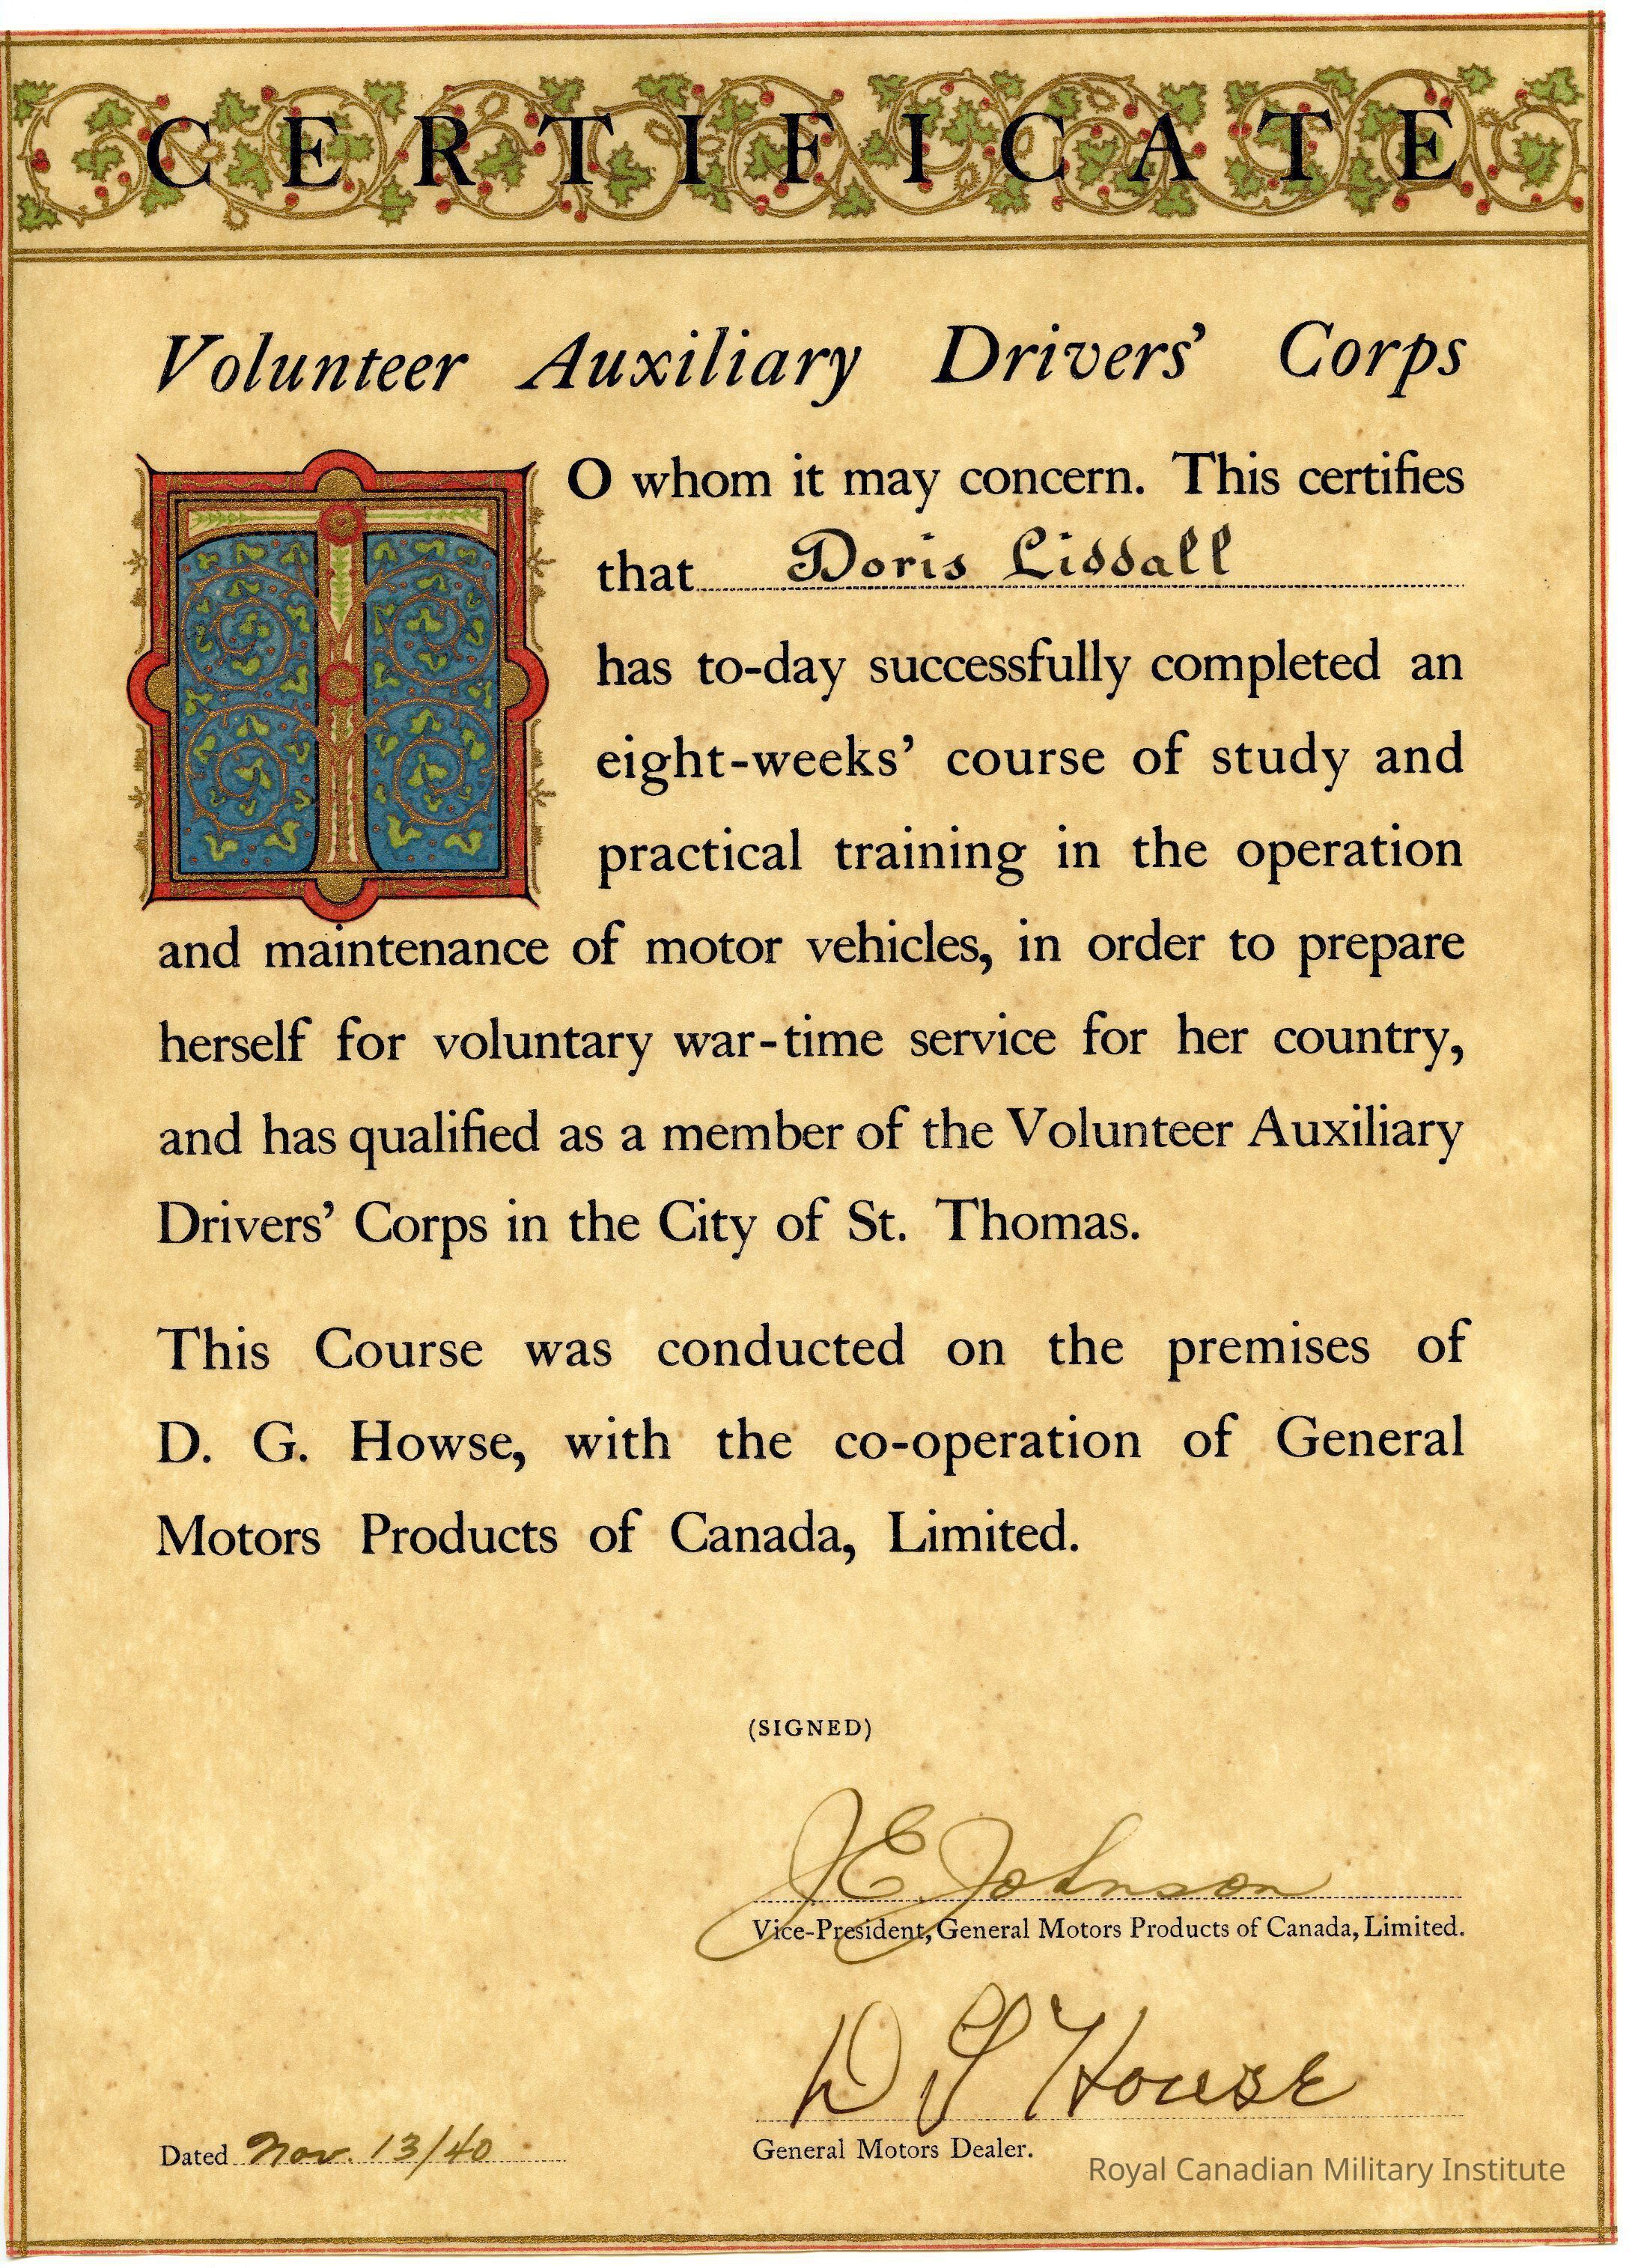 CERTIFICATE
Volunteer Auxiliary Drivers’ Corps
TO whom it may concern. This certifies
that Doris Liddall
has to-day successfully completed an
eight-weeks’ course of study and
practical training in the operation
and maintenance of motor vehicles, in order to prepare
herself for voluntary war-time service for her country,
and has qualified as a member of the Volunteer Auxiliary
Drivers’ Corps in the City of St. Thomas.
This Course was conducted on the premises of
D. G. Howse, with the co-operation of General
Motors Products of Canada, Limited.
(SIGNED)
J E Johnson
Vice-President, General Motors Products of Canada, Limited.
D G Howse
General Motors Dealer.
Dated Nov. 13/40
Royal Canadian Military Institute